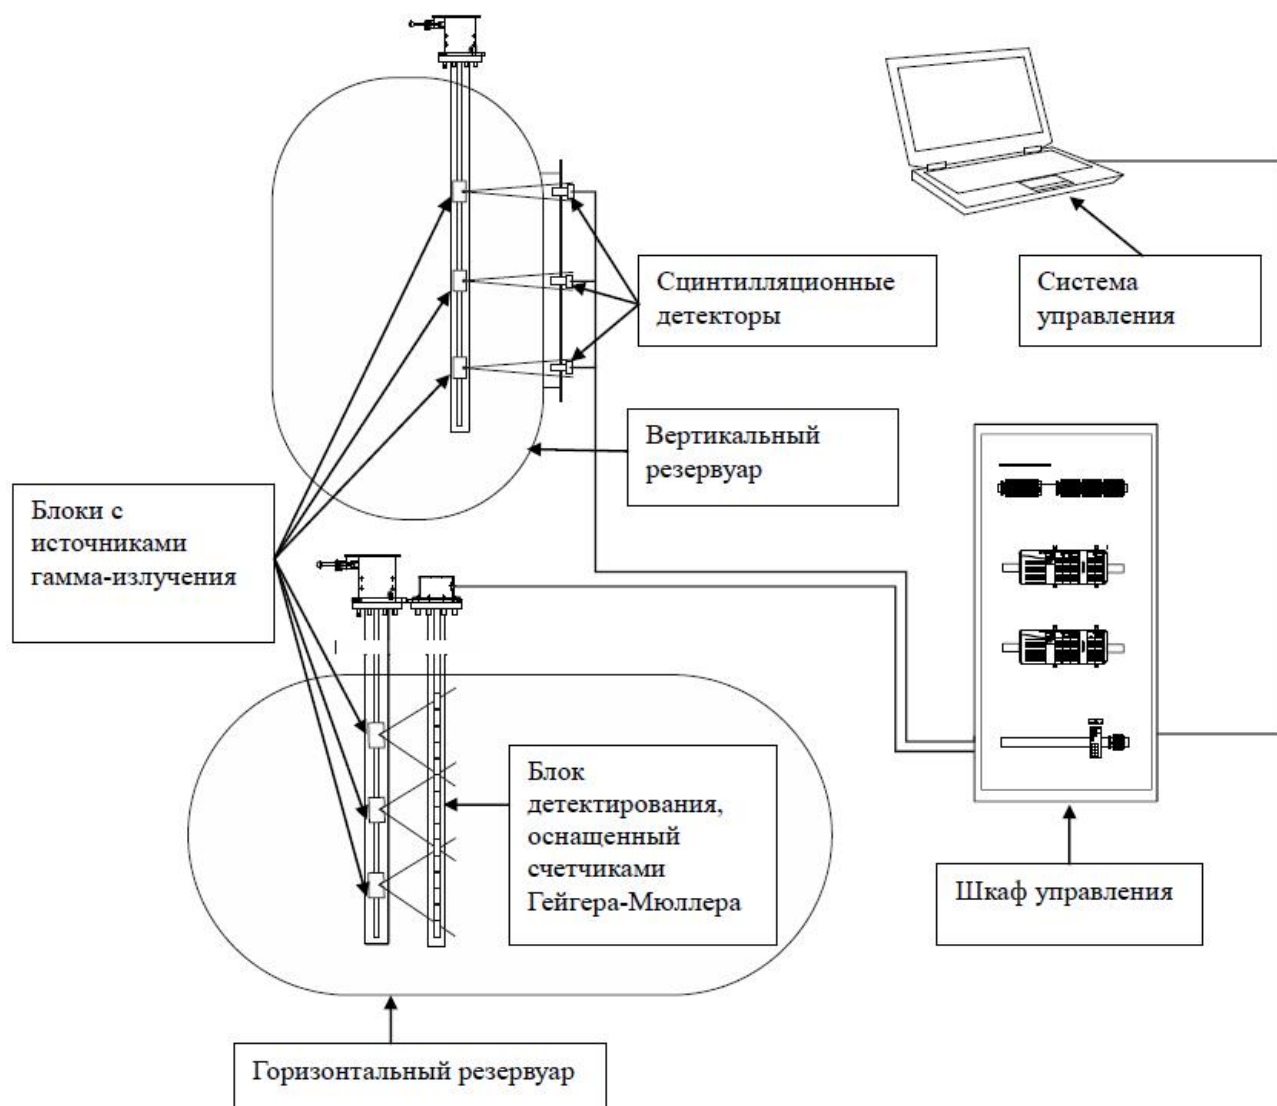 Сцинтилляционные
детекторы
Система
управления
Вертикальный
резервуар
Блоки с
источниками
гамма-излучения
Блок
детектирования,
оснащенный
счетчиками
Гейгера-Мюллера
Шкаф управления
Горизонтальный резервуар